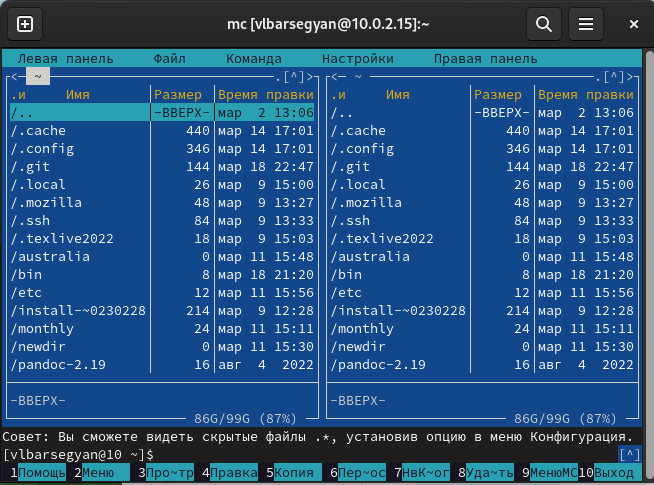 mc [vlbarsegyan@10.0.2.15]:~
Левая панель Файл Команда Настройки Правая панель
<— ~ .[^]> <— ~ .[^]>
.и Имя Размер Время правки .и Имя Размер Время правки
/.. -ВВЕРХ- мар 2 13:06 /.. -ВВЕРХ- мар 2 13:06
/.cache 440 мар 14 17:01 /.cache 440 мар 14 17:01
/.config 346 мар 14 17:01 /.config 346 мар 14 17:01
/.git 144 мар 18 22:47 /.git 144 мар 18 22:47
/.local 26 мар 9 15:00 /.local 26 мар 9 15:00
/.mozilla 48 мар 9 13:27 /.mozilla 48 мар 9 13:27
/.ssh 84 мар 9 13:33 /.ssh 84 мар 9 13:33
/.texlive2022 18 мар 9 15:03 /.texlive2022 18 мар 9 15:03
/australia 0 мар 11 15:48 /australia 0 мар 11 15:48
/bin 8 мар 18 21:20 /bin 8 мар 18 21:20
/etc 12 мар 11 15:56 /etc 12 мар 11 15:56
/install-~0230228 214 мар 9 12:28 /install-~0230228 214 мар 9 12:28
/monthly 24 мар 11 15:11 /monthly 24 мар 11 15:11
/newdir 0 мар 11 15:30 /newdir 0 мар 11 15:30
/pandoc-2.19 16 авг 4 2022 /pandoc-2.19 16 авг 4 2022
-ВВЕРХ- -ВВЕРХ-
86G/99G (87%) 86G/99G (87%)
Совет: Вы сможете видеть скрытые файлы .*, установив опцию в меню Конфигурация.
[vlbarsegyan@10 ~]$ [^]
1Помощь 2Меню 3Про~тр 4Правка 5Копия 6Пер~ос 7НвК~ог 8Уда~ть 9МенюMC 10Выход